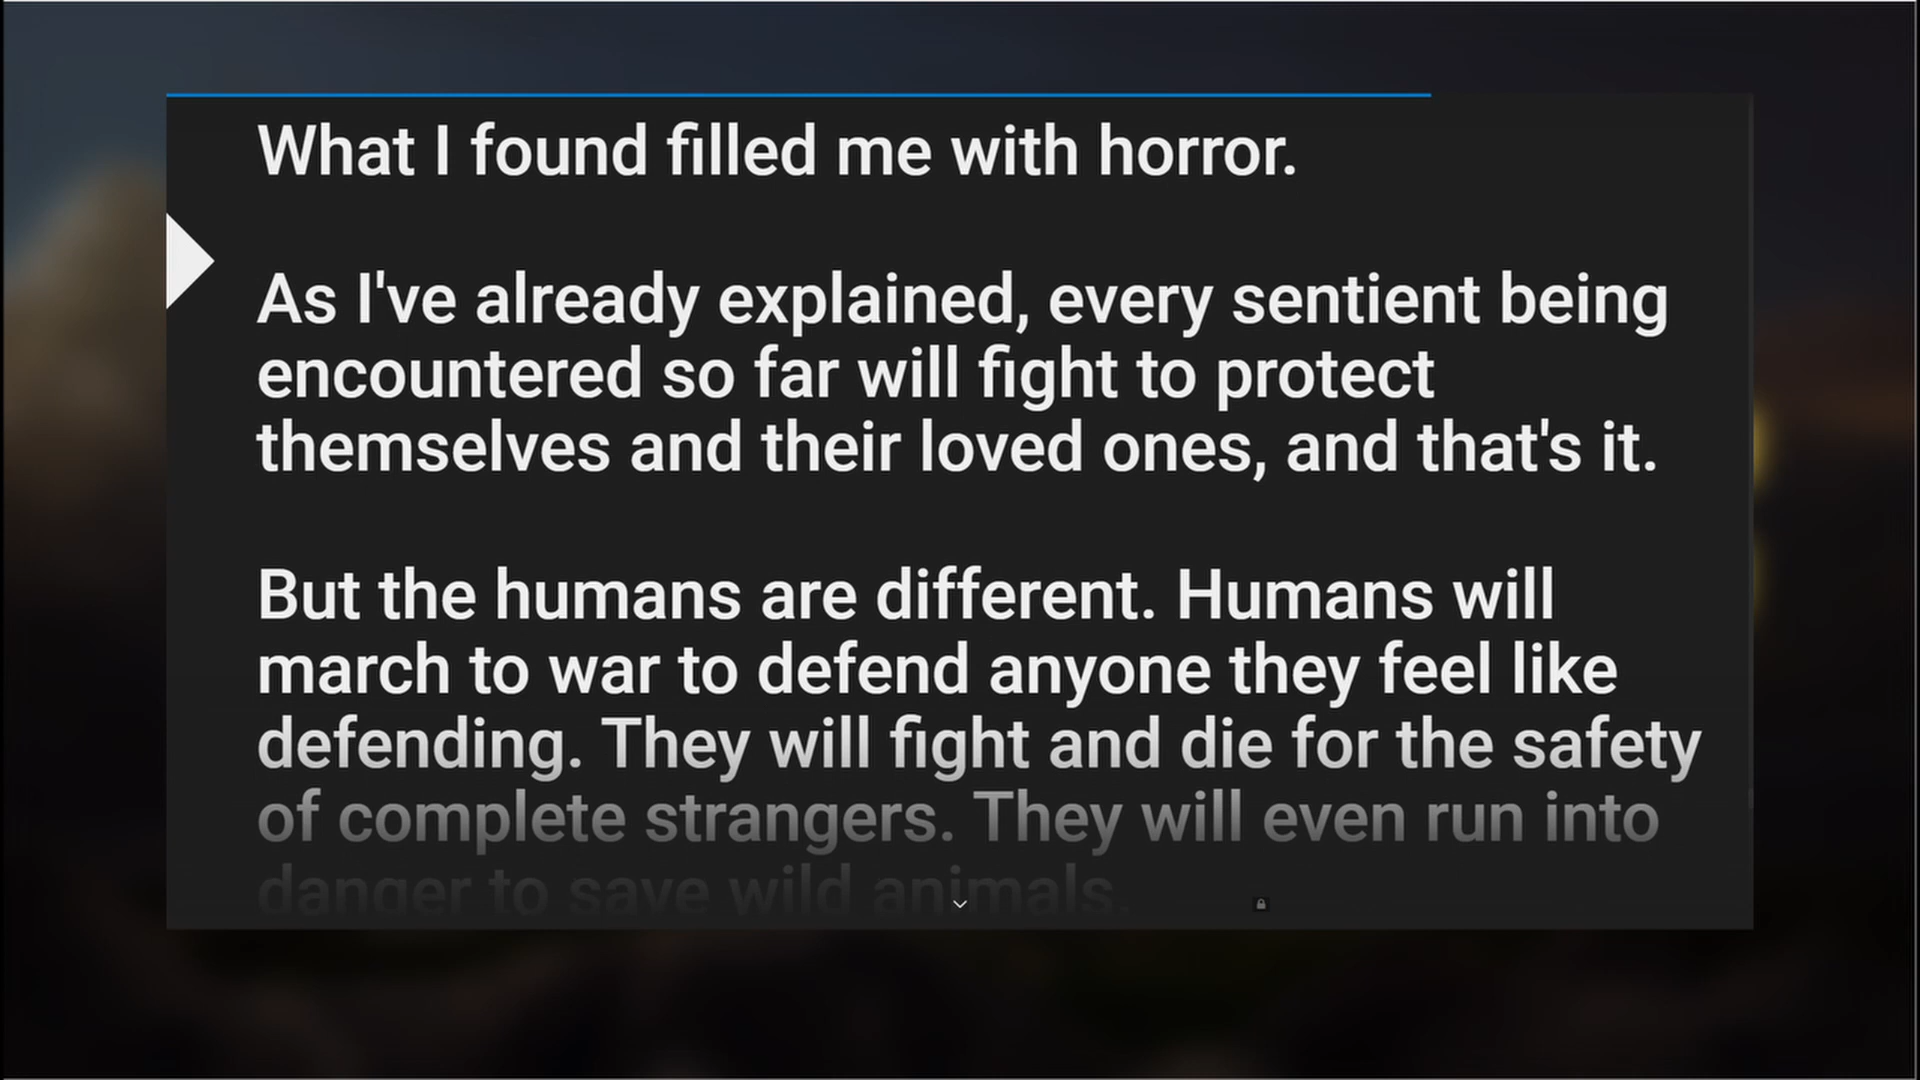 What I found filled me with horror.
As I've already explained, every sentient being
encountered so far will fight to protect
themselves and their loved ones, and that's it.
But the humans are different. Humans will
march to war to defend anyone they feel like
defending. They will fight and die for the safety
of complete strangers. They will even run into
danger to save wild animals.